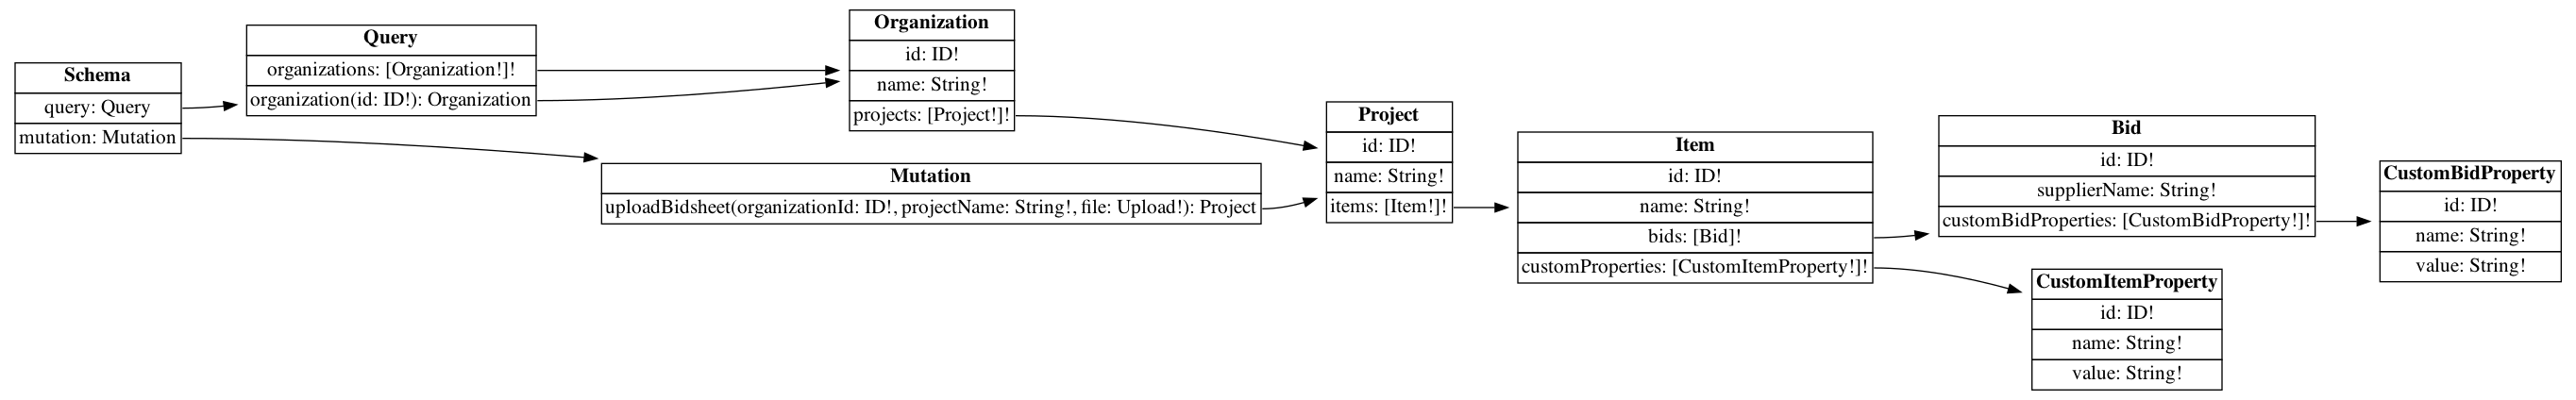 Schema
query: Query
mutation: Mutation
Query
organizations: [Organization!]!
organization(id: ID!): Organization
Organization
id: ID!
name: String!
projects: [Project!]!
Mutation
uploadBidsheet(organizationId: ID!, projectName: String!, file: Upload!): Project
Project
id: ID!
name: String!
items: [Item!]!
Item
id: ID!
name: String!
bids: [Bid]!
customProperties: [CustomItemProperty!]!
Bid
id: ID!
supplierName: String!
customBidProperties: [CustomBidProperty!]!
CustomItemProperty
id: ID!
name: String!
value: String!
CustomBidProperty
id: ID!
name: String!
value: String!